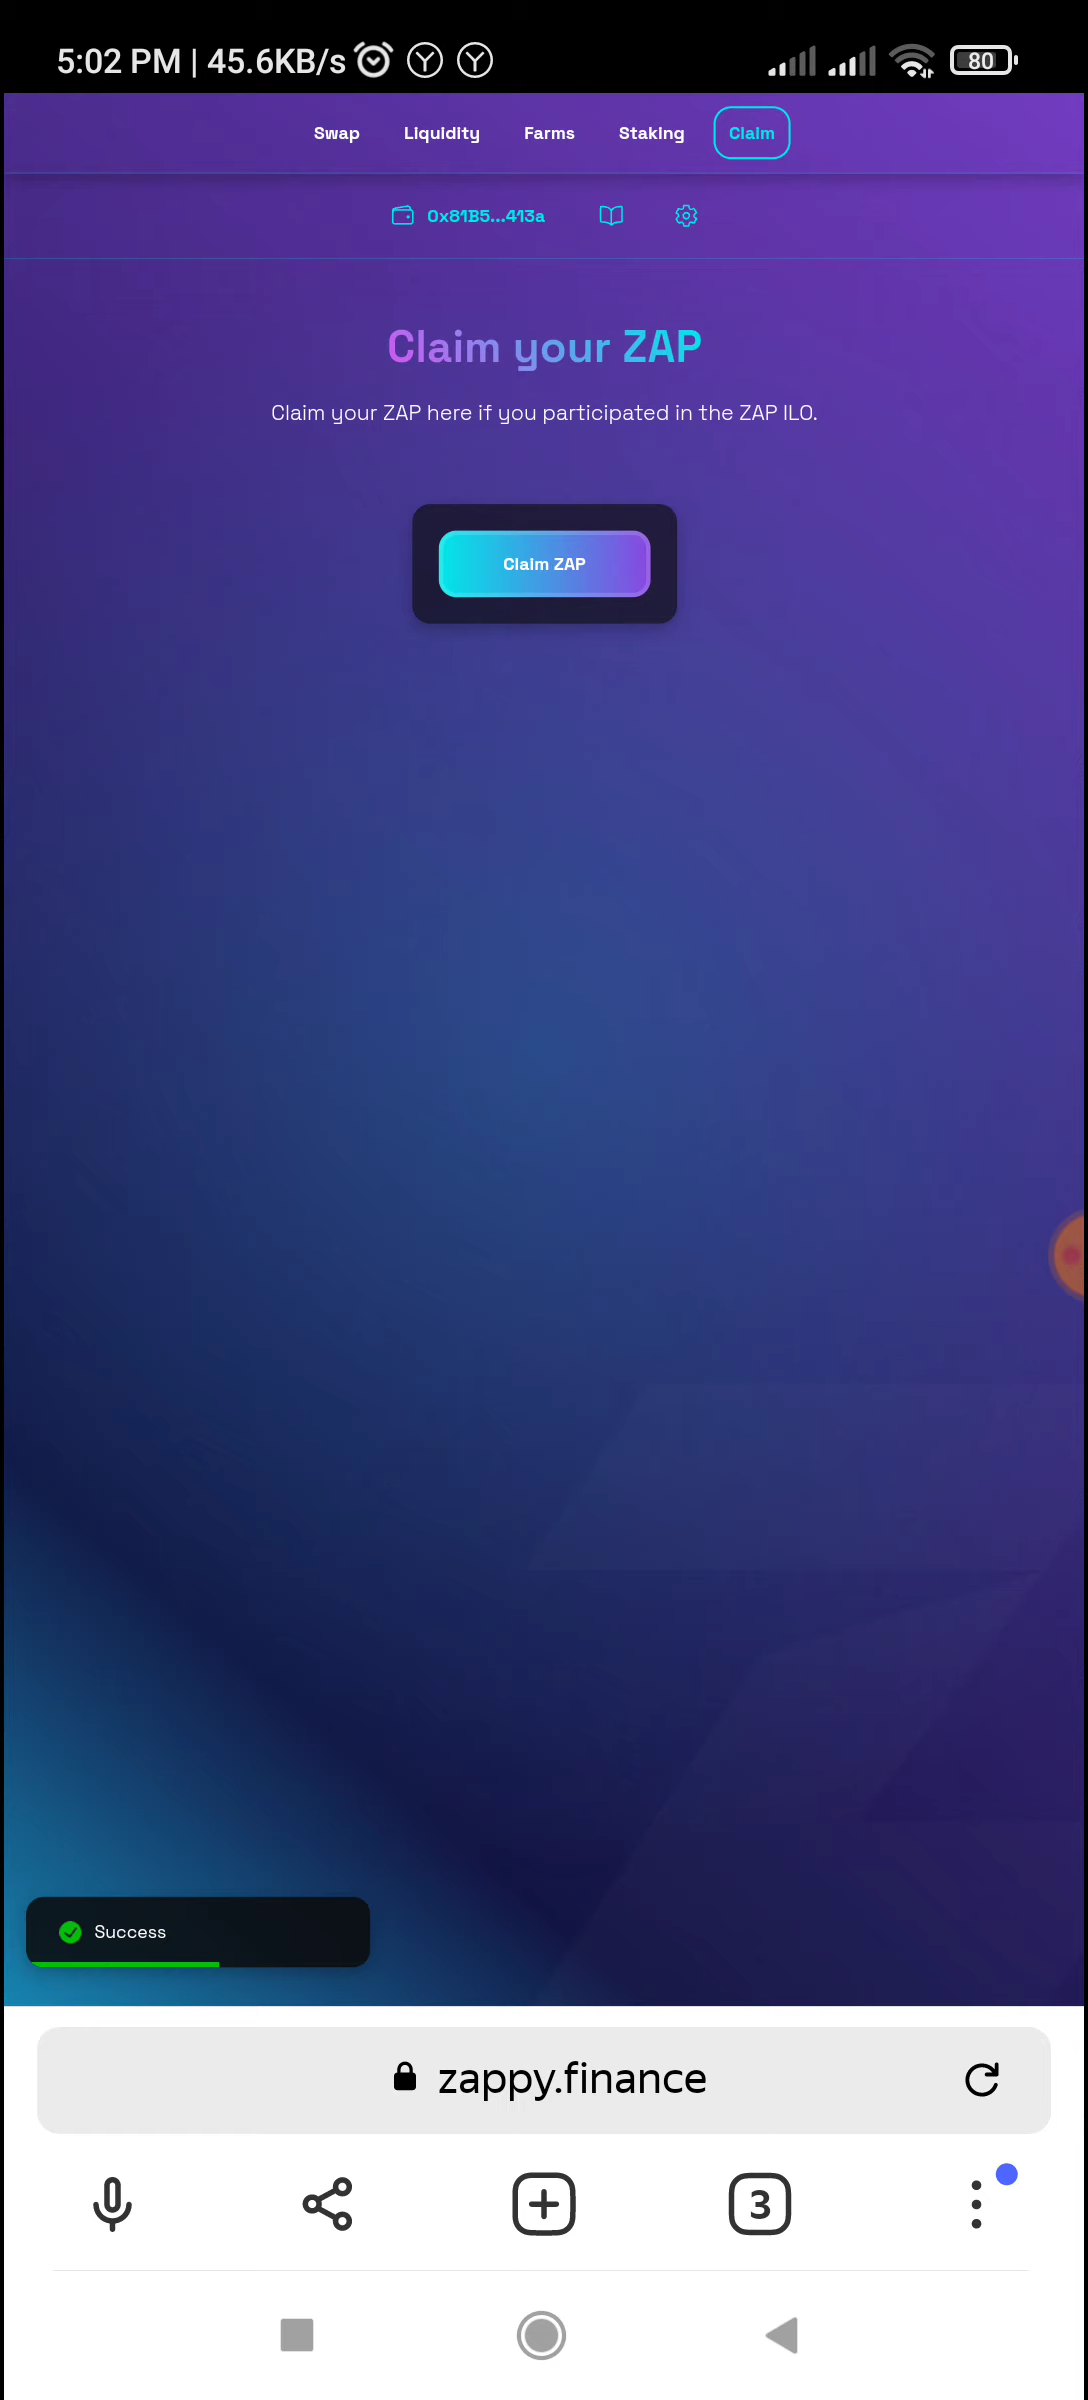 5:02 PM | 45.6KB/s 80
Swap Liquidity Farms Staking Claim
0x81B5...413a
Claim your ZAP
Claim your ZAP here if you participated in the ZAP ILO.
Claim ZAP
Success
zappy.finance
3